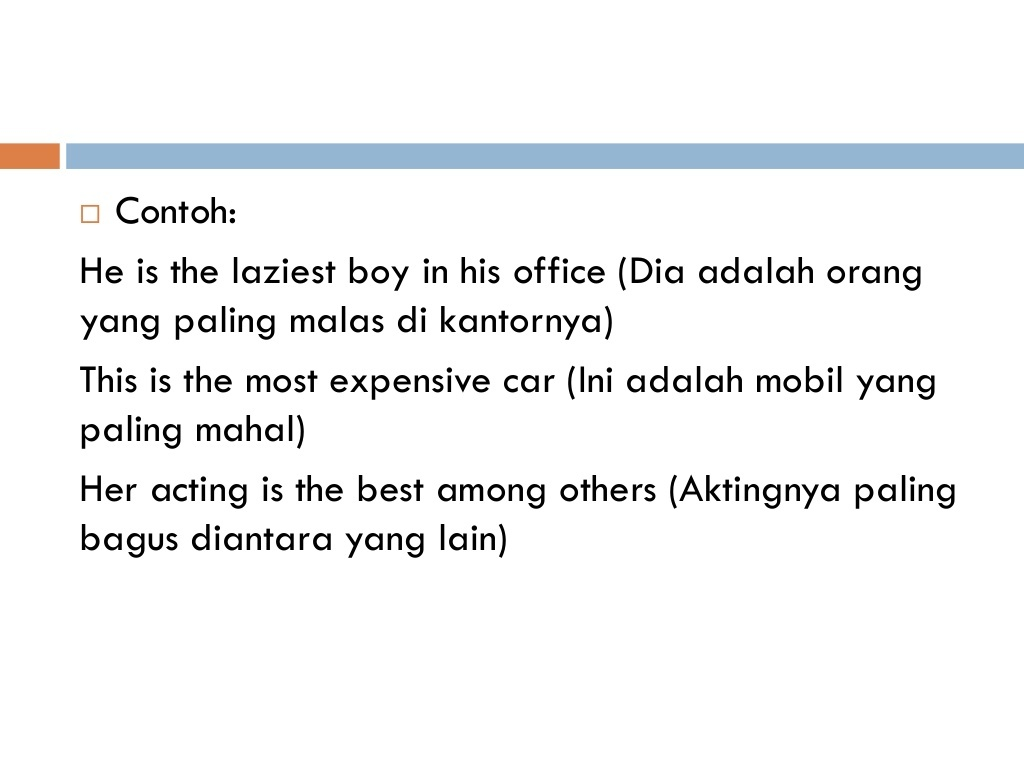 Contoh:
He is the laziest boy in his office (Dia adalah orang
yang paling malas di kantornya)
This is the most expensive car (Ini adalah mobil yang
paling mahal)
Her acting is the best among others (Aktingnya paling
bagus diantara yang lain)